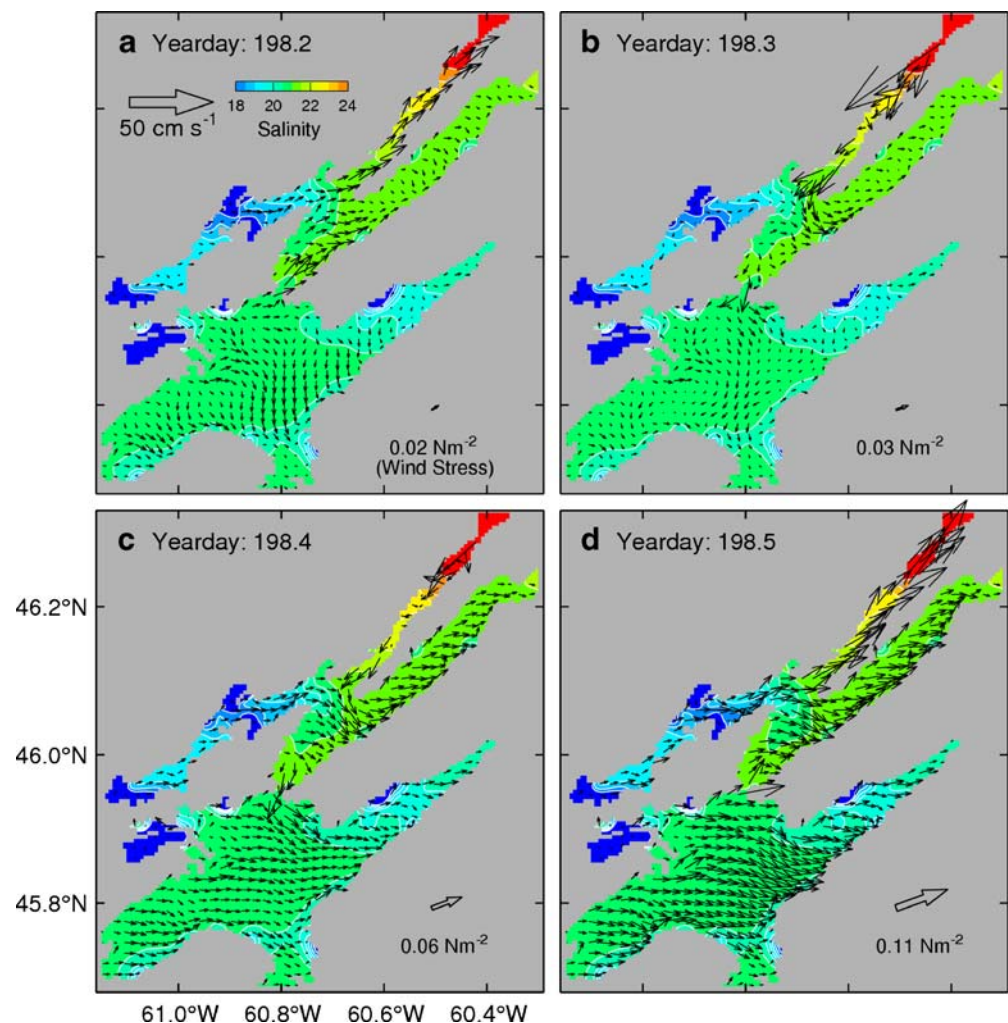 a Yearday: 198.2
18 20 22 24
Salinity
50 cm s⁻¹
0.02 Nm⁻²
(Wind Stress)
b Yearday: 198.3
0.03 Nm⁻²
c Yearday: 198.4
46.2°N
46.0°N
45.8°N
0.06 Nm⁻²
61.0°W 60.8°W 60.6°W 60.4°W
d Yearday: 198.5
0.11 Nm⁻²